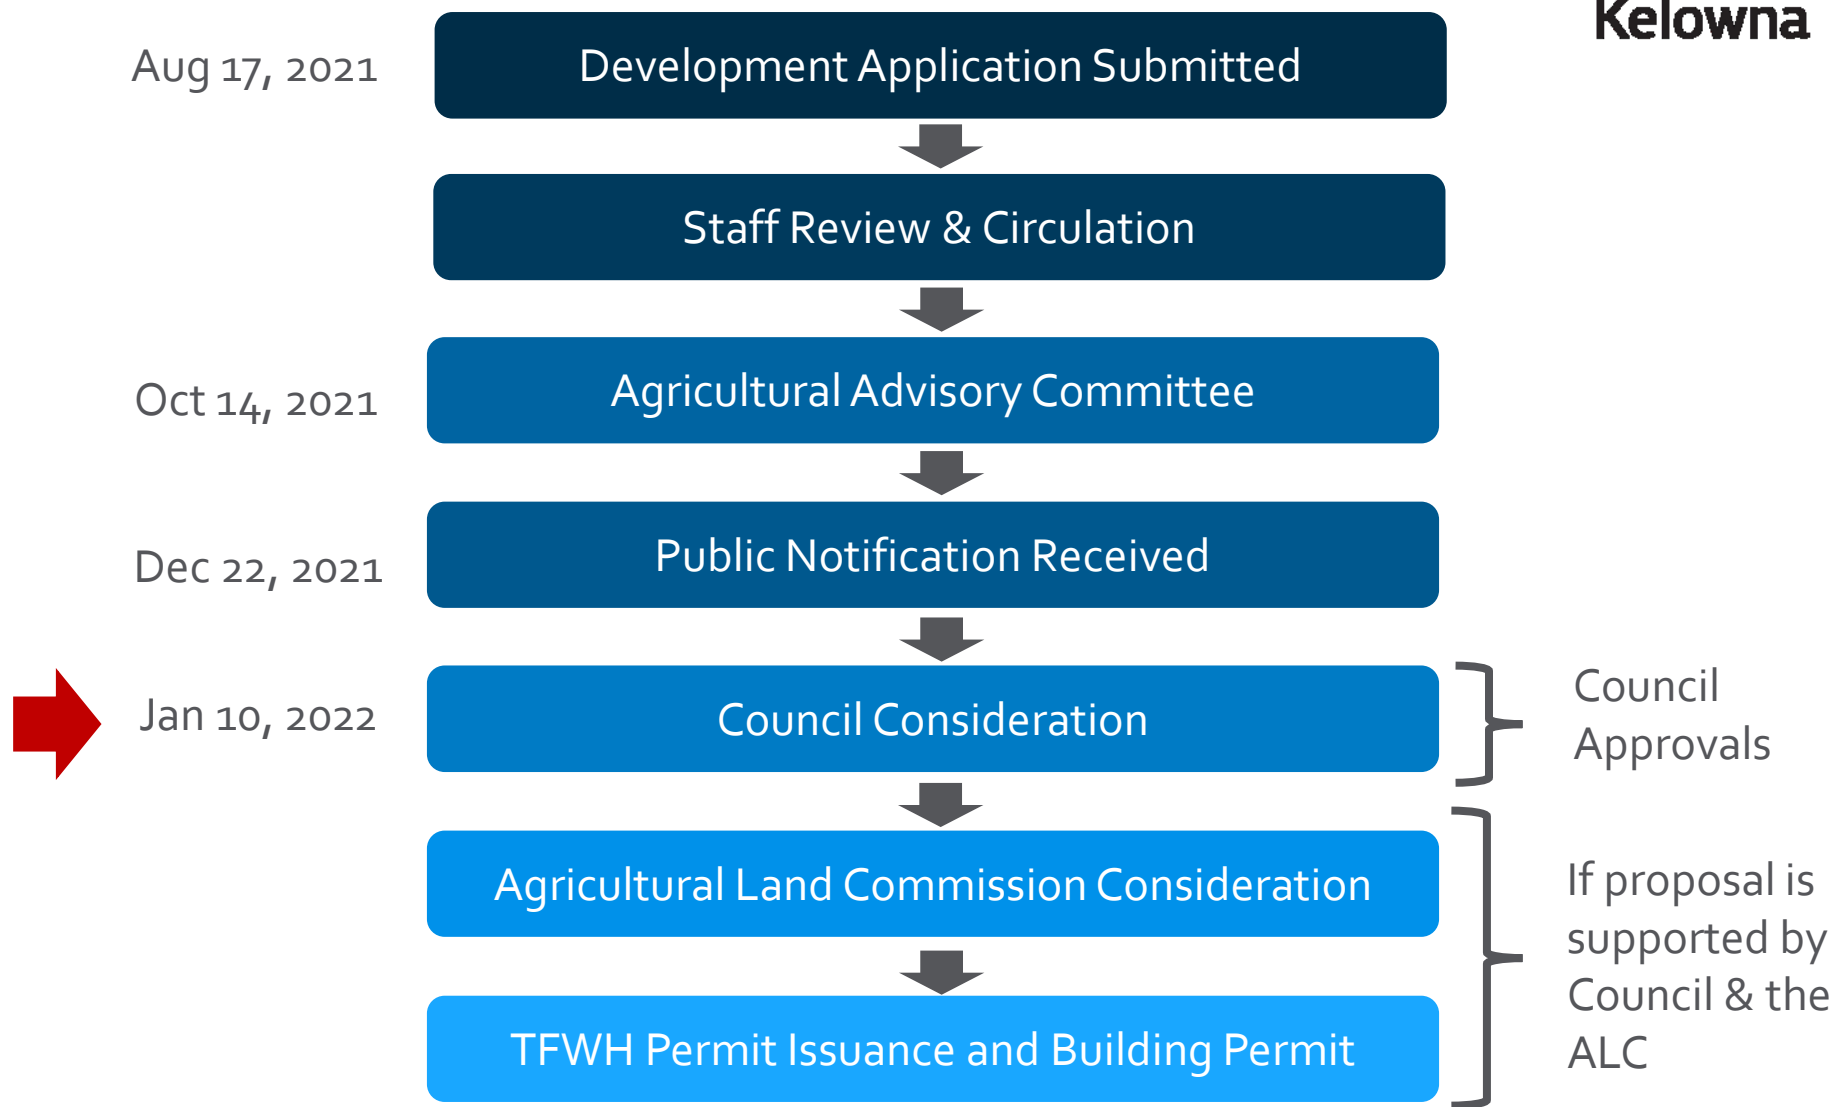 Kelowna
Aug 17, 2021
Development Application Submitted
Staff Review & Circulation
Oct 14, 2021
Agricultural Advisory Committee
Dec 22, 2021
Public Notification Received
Jan 10, 2022
Council Consideration
Council
Approvals
Agricultural Land Commission Consideration
If proposal is
supported by
Council & the
ALC
TFWH Permit Issuance and Building Permit